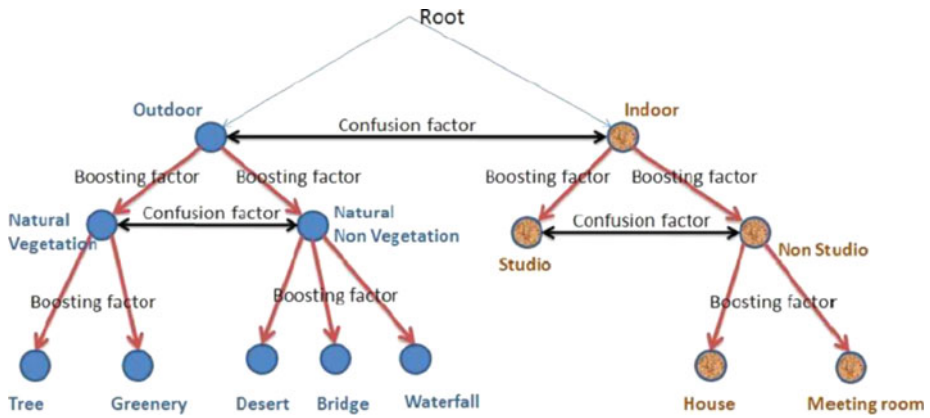 Root
Outdoor
Indoor
Confusion factor
Boosting factor
Boosting factor
Boosting factor
Boosting factor
Natural
Vegetation
Confusion factor
Natural
Non Vegetation
Confusion factor
Studio
Non Studio
Boosting factor
Boosting factor
Boosting factor
Tree
Greenery
Desert
Bridge
Waterfall
House
Meeting room